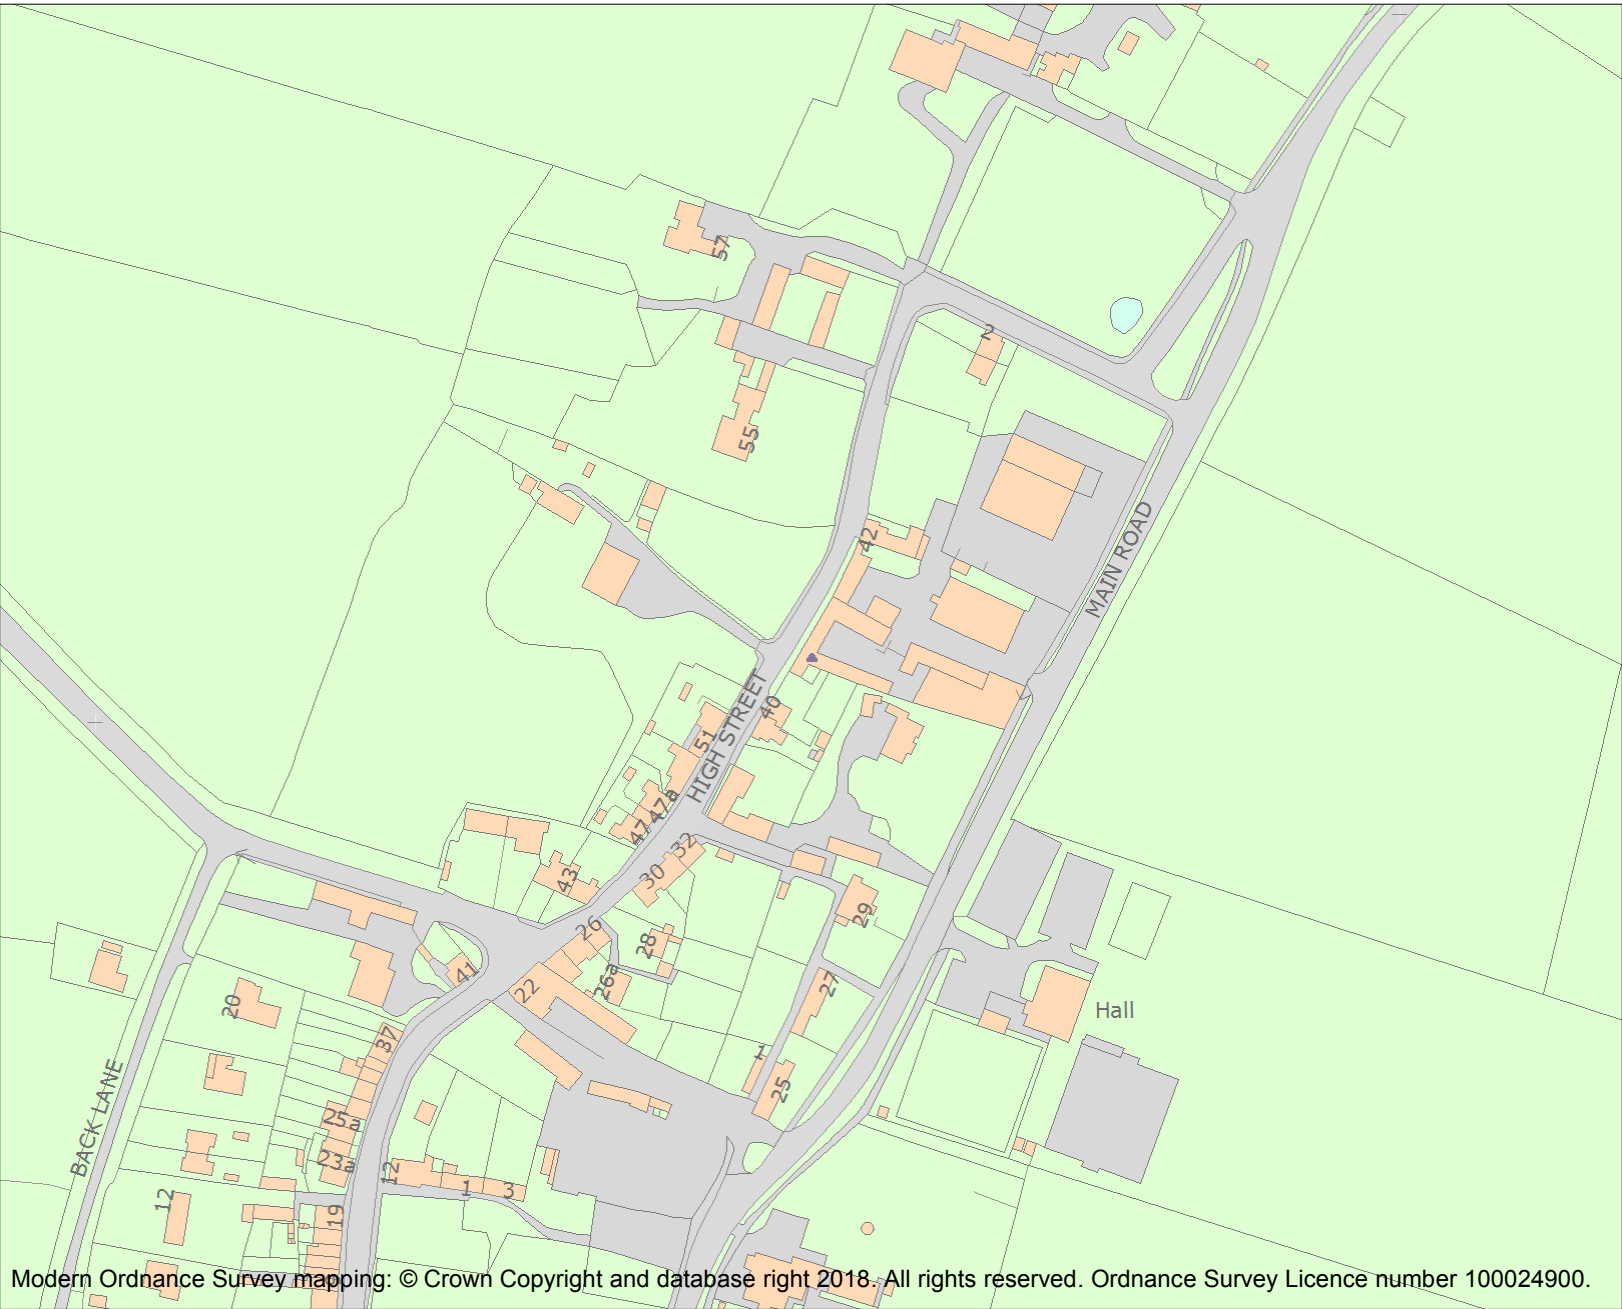 57
2
55
42
MAIN ROAD
HIGH STREET
40
51
47a
47
32
30
43
26
28
29
41
22
26a
27
20
Hall
37
1
25
BACK LANE
25a
23a
12
1
3
12
19
Modern Ordnance Survey mapping: © Crown Copyright and database right 2018. All rights reserved. Ordnance Survey Licence number 100024900.